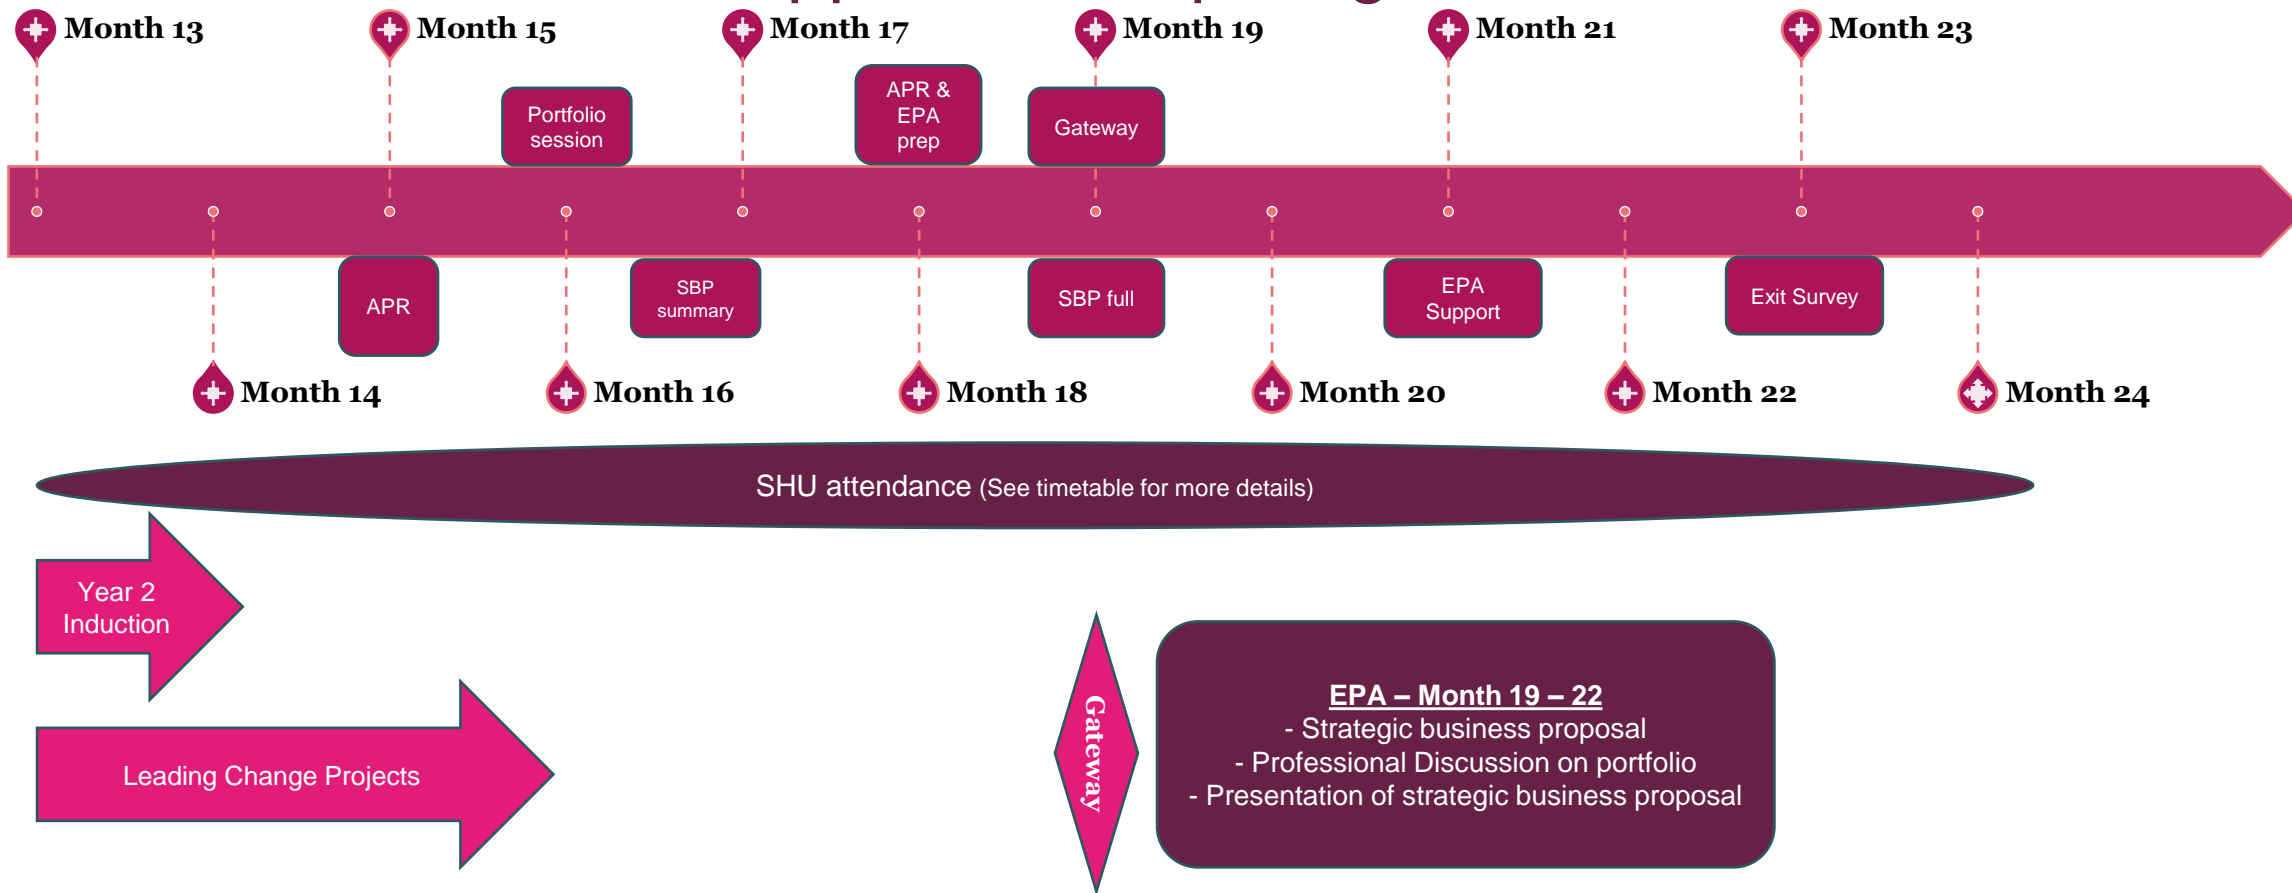 Month 13
Month 15
Month 17
Month 19
Month 21
Month 23
Portfolio
session
APR &
EPA
prep
Gateway
APR
SBP
summary
SBP full
EPA
Support
Exit Survey
Month 14
Month 16
Month 18
Month 20
Month 22
Month 24
SHU attendance (See timetable for more details)
Year 2
Induction
Leading Change Projects
Gateway
EPA – Month 19 – 22
- Strategic business proposal
- Professional Discussion on portfolio
- Presentation of strategic business proposal